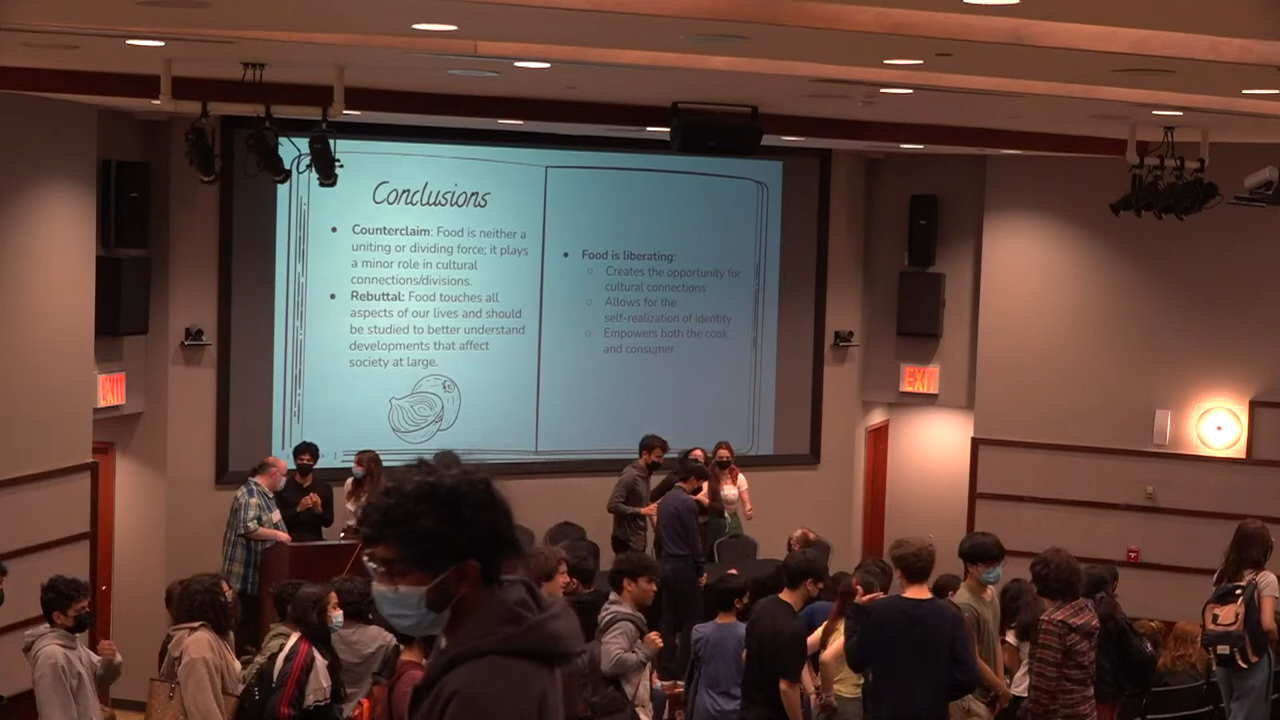 Conclusions
● Counterclaim: Food is neither a
uniting or dividing force; it plays
a minor role in cultural
connections/divisions.
● Rebuttal: Food touches all
aspects of our lives and should
be studied to better understand
developments that affect
society at large.
● Food is liberating:
○ Creates the opportunity for
cultural connections
○ Allows for the
self-realization of identity
○ Empowers both the cook
and consumer
EXIT
EXIT